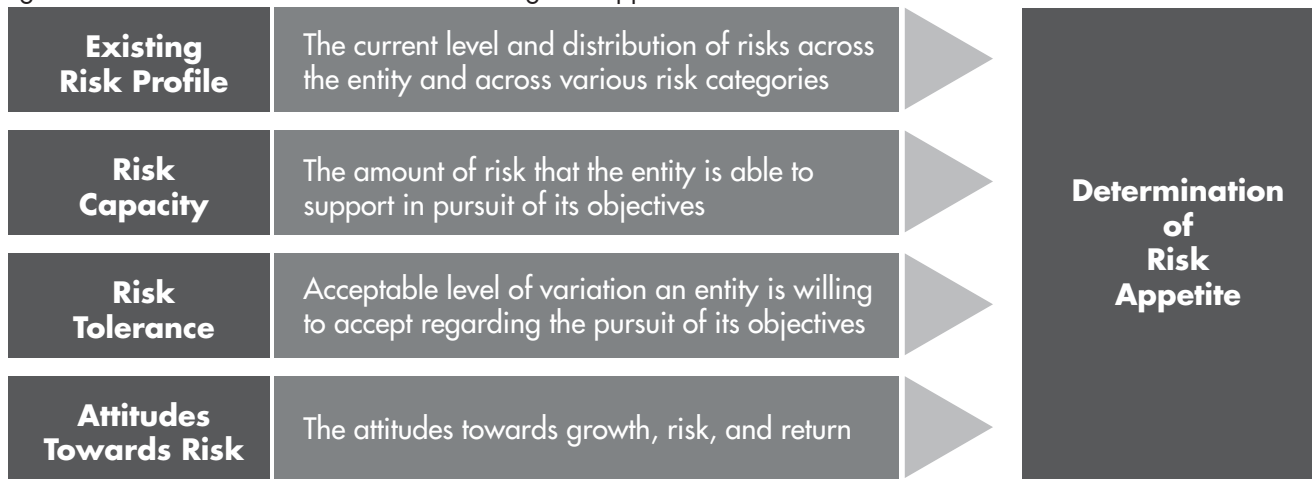 Existing
Risk Profile
The current level and distribution of risks across
the entity and across various risk categories
Risk
Capacity
The amount of risk that the entity is able to
support in pursuit of its objectives
Risk
Tolerance
Acceptable level of variation an entity is willing
to accept regarding the pursuit of its objectives
Attitudes
Towards Risk
The attitudes towards growth, risk, and return
Determination
of
Risk
Appetite